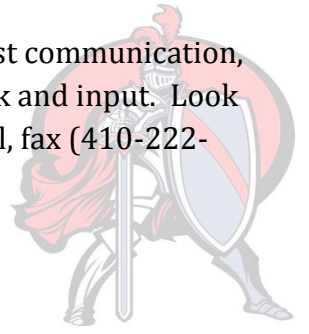 st communication,
k and input. Look
l, fax (410-222-